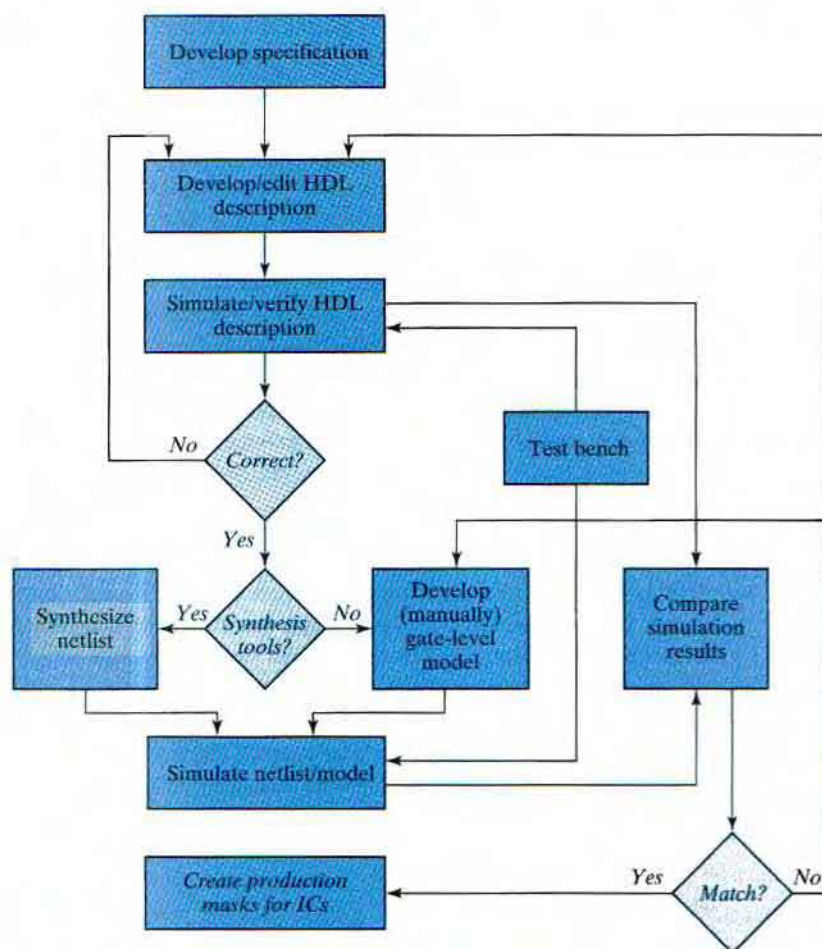 Develop specification
Develop/edit HDL
description
Simulate/verify HDL
description
No
Correct?
Test bench
Yes
Synthesize
netlist
Yes
Synthesis
tools?
No
Develop
(manually)
gate-level
model
Compare
simulation
results
Simulate netlist/model
Create production
masks for ICs
Yes
Match?
No